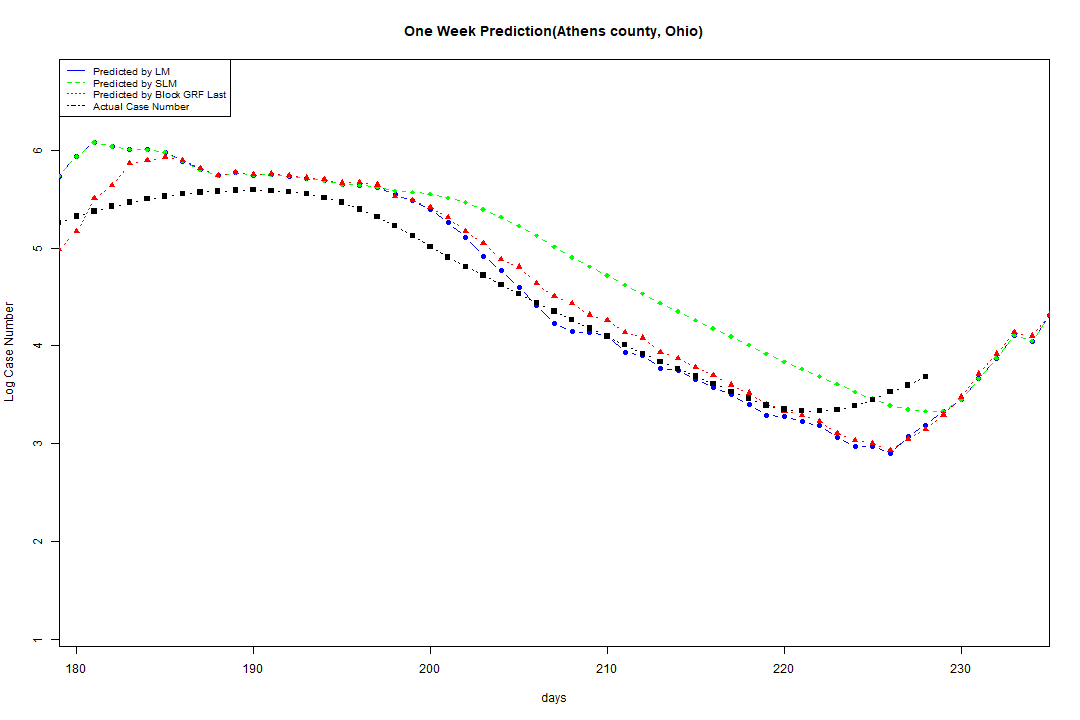 One Week Prediction(Athens county, Ohio)
Predicted by LM
Predicted by SLM
Predicted by Block GRF Last
Actual Case Number
Log Case Number
6
5
4
3
2
1
180 190 200 210 220 230
days